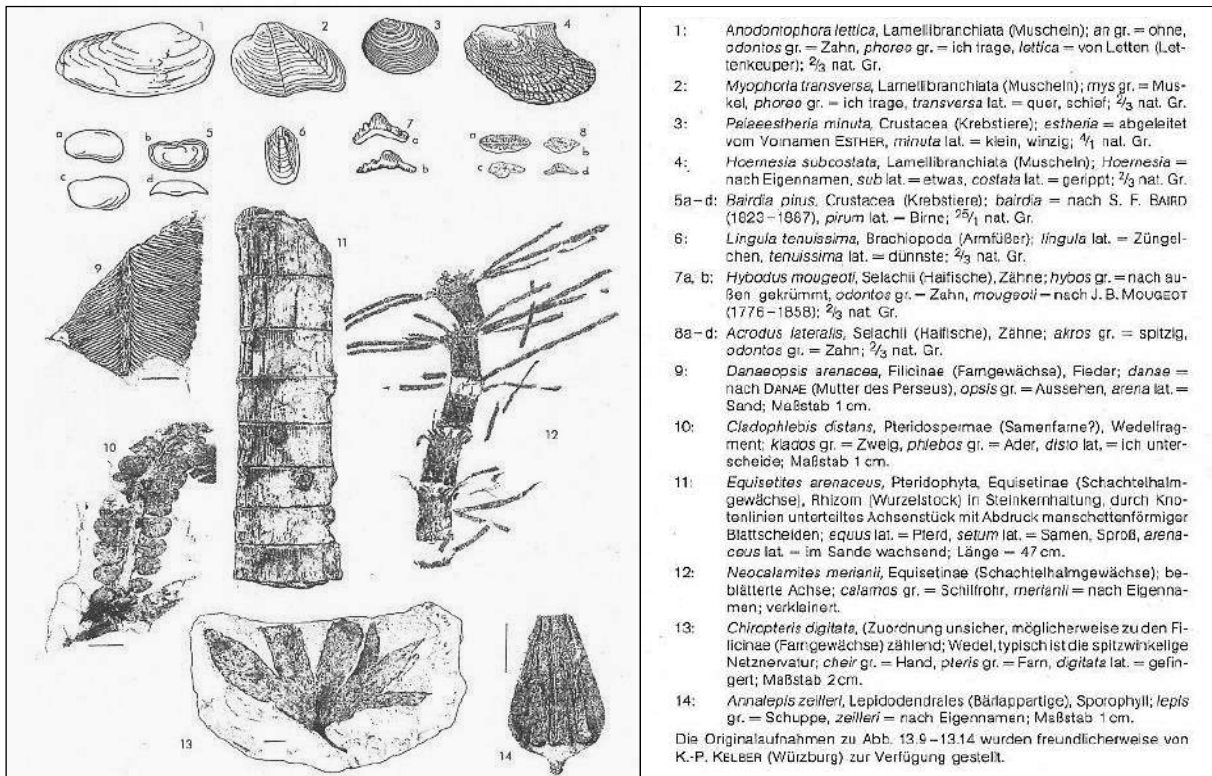 1
2
3
4
a
b
5
6
7
a
a
8
b
c
d
b
c
d
9
11
10
12
13
14
1: Anodontophora lettica, Lamellibranchiata (Muscheln); an gr. = ohne,
odontos gr. = Zahn, phoreo gr. = ich trage, lettica = von Letten (Let-
tenkeuper); 2/3 nat. Gr.
2: Myophoria transversa, Lamellibranchiata (Muscheln); mys gr. = Mus-
kel, phoreo gr. = ich trage, transversa lat. = quer, schief; 2/3 nat. Gr.
3: Palaeestheria minuta, Crustacea (Krebstiere); estheria = abgeleitet
vom Vornamen ESTHER, minuta lat. = klein, winzig; 4/1 nat. Gr.
4: Hoernesia subcostata, Lamellibranchiata (Muscheln); Hoernesia =
nach Eigennamen, sub lat. = etwas, costata lat. = gerippt; 2/3 nat. Gr.
5a–d: Bairdia pirus, Crustacea (Krebstiere); bairdia = nach S. F. BAIRD
(1823–1887), pirum lat. = Birne; 25/1 nat. Gr.
6: Lingula tenuissima, Brachiopoda (Armfüßer); lingula lat. = Züngel-
chen, tenuissima lat. = dünnste; 2/3 nat. Gr.
7a, b: Hybodus mougeoti, Selachii (Haifische), Zähne; hybos gr. = nach au-
ßen gekrümmt, odontos gr. = Zahn, mougeoti = nach J. B. MOUGEOT
(1776–1858); 2/3 nat. Gr.
8a–d: Acrodus lateralis, Selachii (Haifische), Zähne; akros gr. = spitzig,
odontos gr. = Zahn; 2/3 nat. Gr.
9: Danaeopsis arenacea, Filicinae (Farngewächse), Fieder; danae =
nach DANAE (Mutter des Perseus), opsis gr. = Aussehen, arena lat. =
Sand; Maßstab 1 cm.
10: Cladophlebis distans, Pteridospermae (Samenfarne?), Wedelfrag-
ment; klados gr. = Zweig, phlebos gr. = Ader, disto lat. = ich unter-
scheide; Maßstab 1 cm.
11: Equisetites arenaceus, Pteridophyta, Equisetinae (Schachtelhalm-
gewächse), Rhizom (Wurzelstock) in Steinkernhaltung, durch Kno-
tenlinien unterteiltes Achsenstück mit Abdruck manschettenförmiger
Blattscheiden; equus lat. = Pferd, setum lat. = Samen, Sproß, arena-
ceus lat. = im Sande wachsend; Länge = 47 cm.
12: Neocalamites merianii, Equisetinae (Schachtelhalmgewächse); be-
blätterte Achse; calamos gr. = Schilfrohr, merianii = nach Eigenna-
men; verkleinert.
13: Chiropteris digitata, (Zuordnung unsicher, möglicherweise zu den Fi-
licinae (Farngewächse) zählend; Wedel, typisch ist die spitzwinkelige
Netznervatur; cheir gr. = Hand, pteris gr. = Farn, digitata lat. = gefin-
gert; Maßstab 2 cm.
14: Annalepis zeilleri, Lepidodendrales (Bärlappartige), Sporophyll; lepis
gr. = Schuppe, zeilleri = nach Eigennamen; Maßstab 1 cm.
Die Originalaufnahmen zu Abb. 13.9–13.14 wurden freundlicherweise von
K.-P. KELBER (Würzburg) zur Verfügung gestellt.